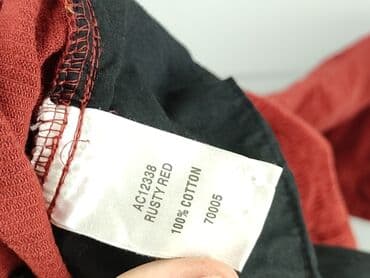 AC12338
RUSTY RED
100% COTTON
70005